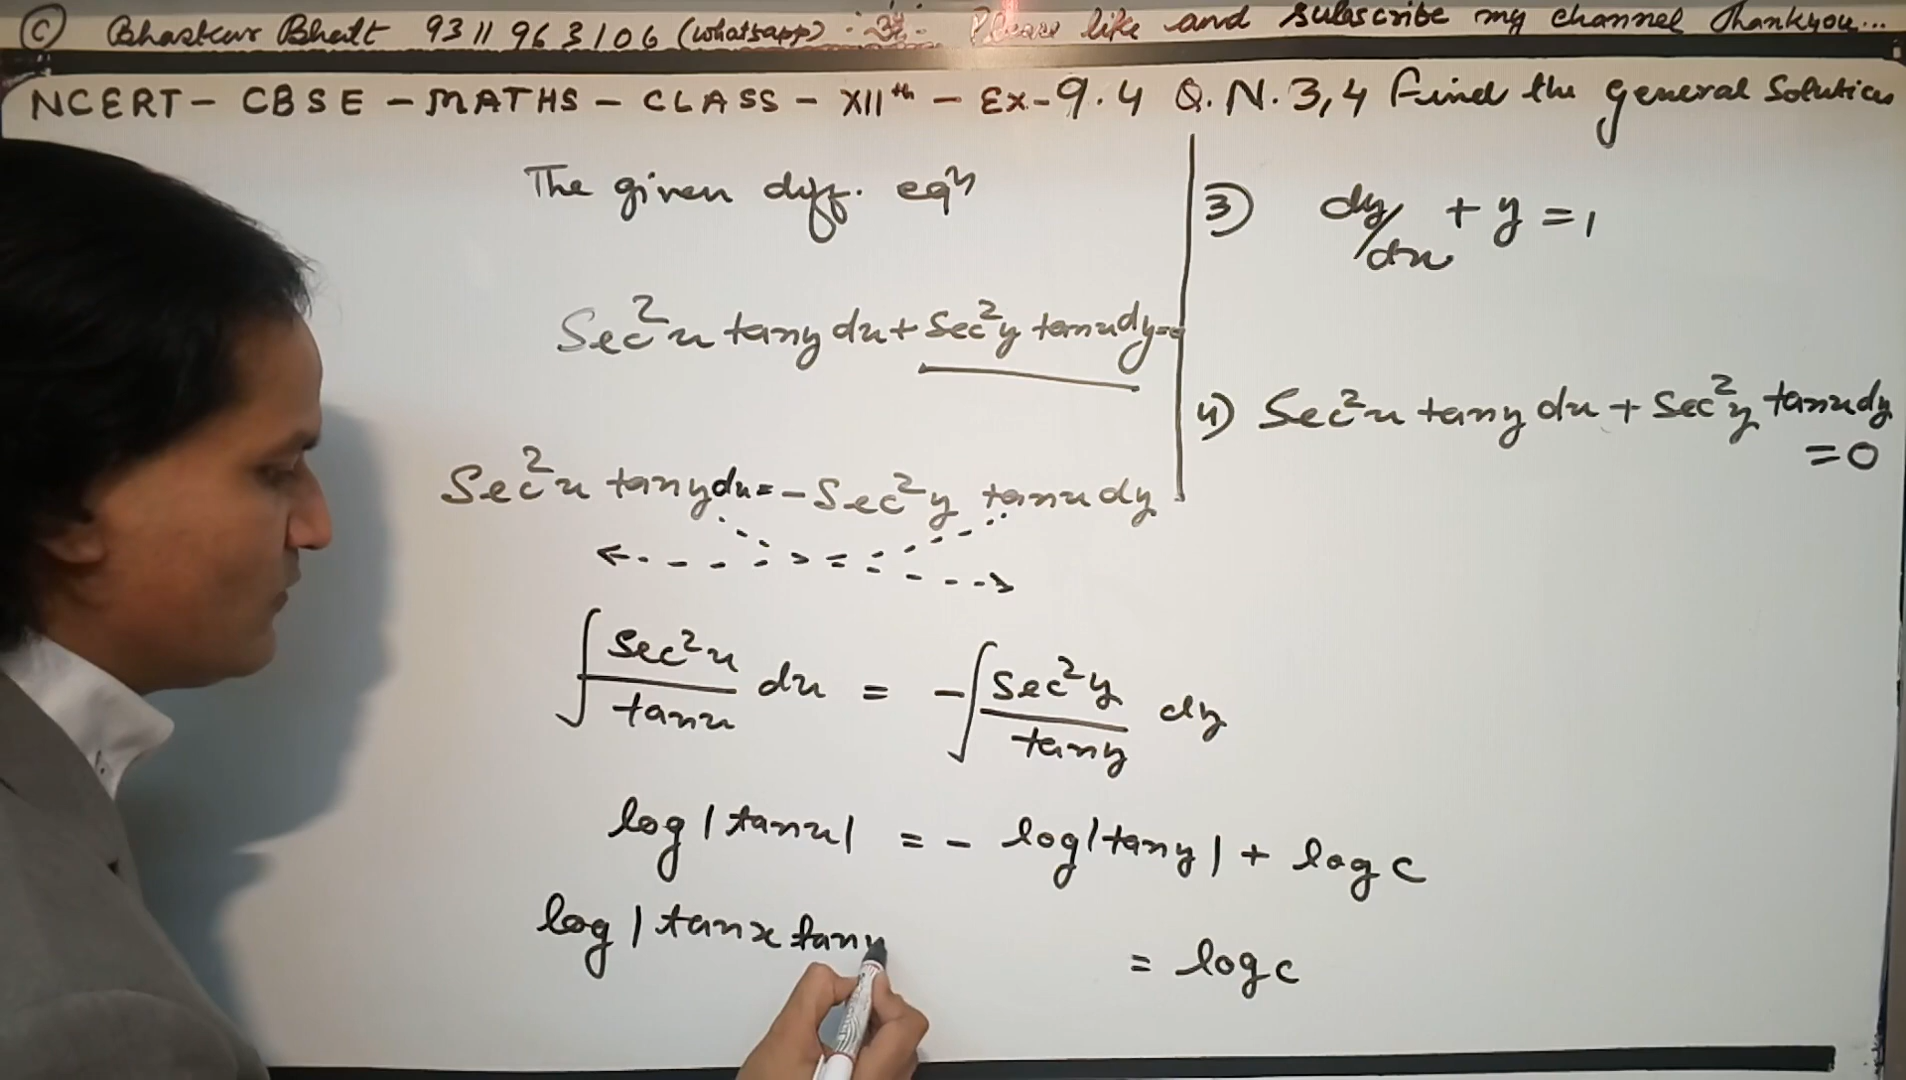 © Bhaskar Bhatt 9311963106 (whatsapp) Please like and subscribe my channel Thankyou...
NCERT - CBSE - MATHS - CLASS - XIIth - Ex-9.4 Q.N.3,4 Find the general Solution
The given diff. eqn
Sec²x tany dx + Sec²y tanx dy =
Sec²x tany dx = - Sec²y tanx dy
∫ Sec²x / tanx dx = - ∫ Sec²y / tany dy
log |tanx| = - log |tany| + log c
log | tanx tany = log c
3) dy/dx + y = 1
4) Sec²x tany dx + Sec²y tanx dy
= 0